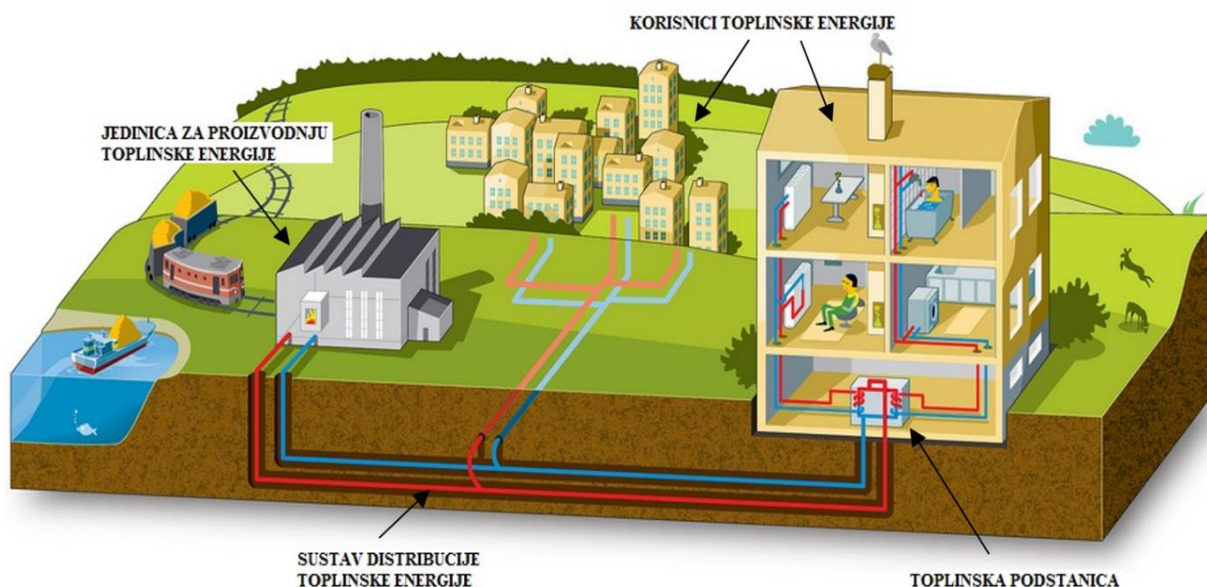 KORISNICI TOPLINSKE ENERGIJE
JEDINICA ZA PROIZVODNJU
TOPLINSKE ENERGIJE
SUSTAV DISTRIBUCIJE
TOPLINSKE ENERGIJE
TOPLINSKA PODSTANICA